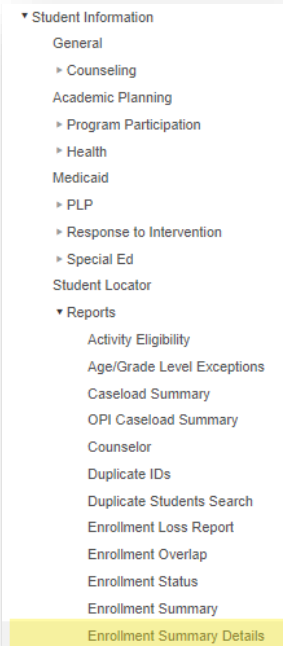 Student Information
General
Counseling
Academic Planning
Program Participation
Health
Medicaid
PLP
Response to Intervention
Special Ed
Student Locator
Reports
Activity Eligibility
Age/Grade Level Exceptions
Caseload Summary
OPI Caseload Summary
Counselor
Duplicate IDs
Duplicate Students Search
Enrollment Loss Report
Enrollment Overlap
Enrollment Status
Enrollment Summary
Enrollment Summary Details